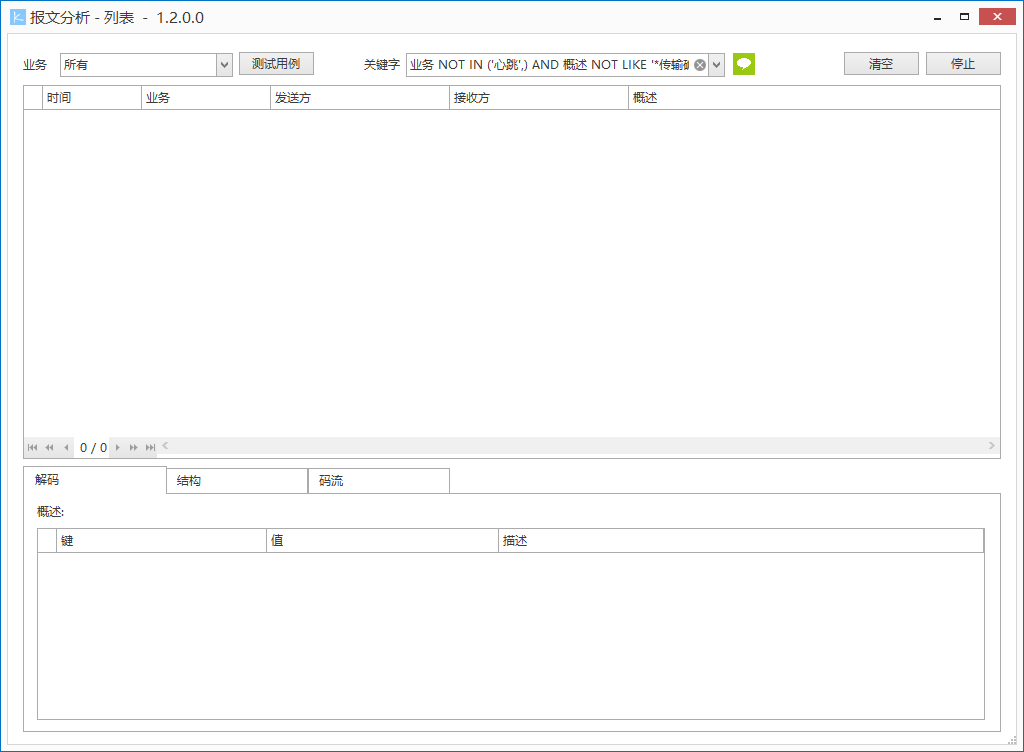 报文分析 - 列表 - 1.2.0.0
业务 所有 测试用例 关键字 业务 NOT IN ('心跳',) AND 概述 NOT LIKE '*传输 清空 停止
时间 业务 发送方 接收方 概述
0 / 0
解码 结构 码流
概述:
键 值 描述